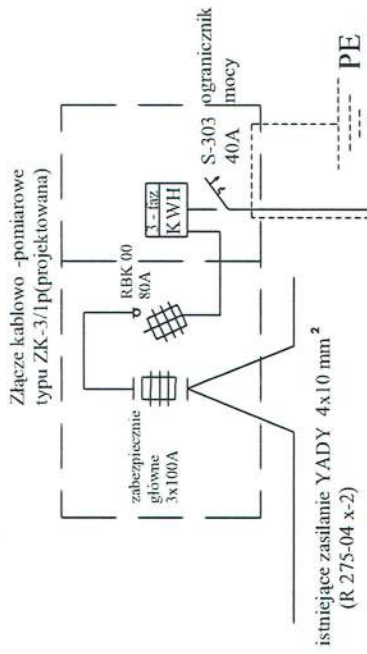 Złącze kablowo -pomiarowe
typu ZK-3/1p(projektowana)
zabezpiecznie
główne
3x100A
RBK 00
80A
3 - faz
KWH
ogranicznik
mocy
S-303
40A
PE
istniejące zasilanie YADY 4x10 mm²
(R 275-04 x-2)